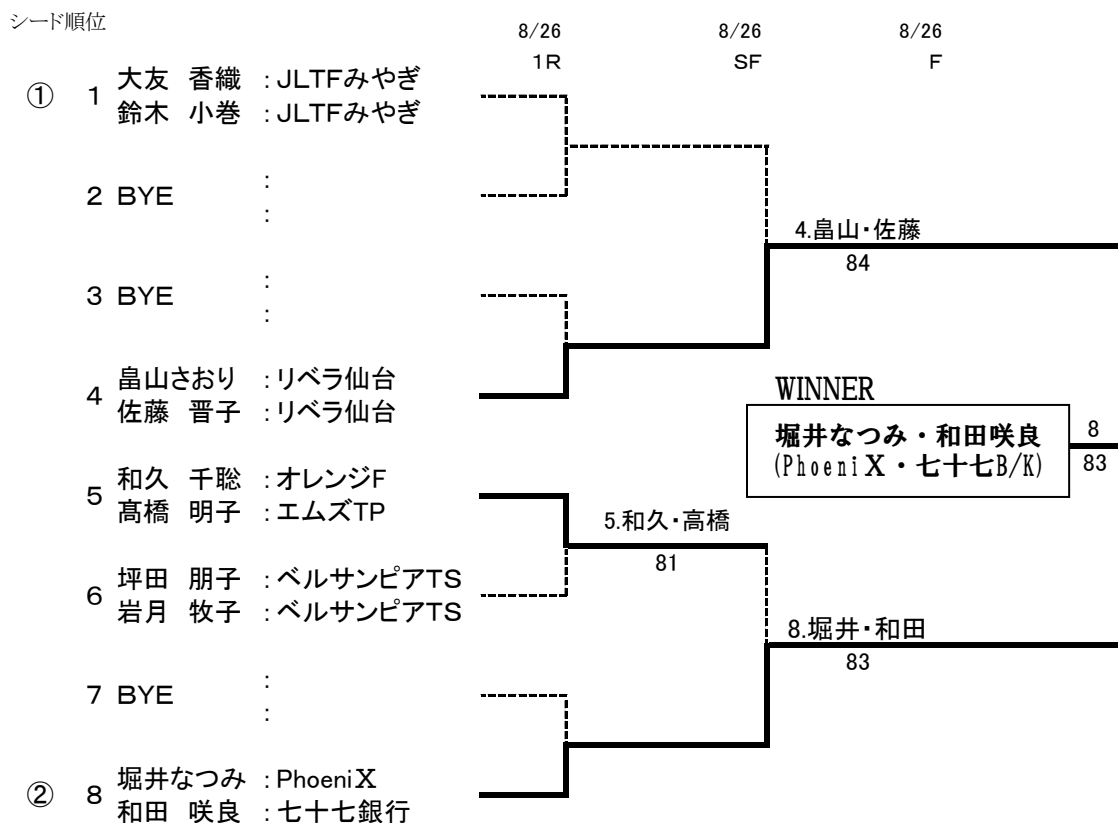 シード順位
8/26 8/26 8/26
1R SF F
① 1 大友 香織 : JLTFみやぎ
鈴木 小巻 : JLTFみやぎ
2 BYE :
:
3 BYE :
:
4 畠山さおり : リベラ仙台
佐藤 晋子 : リベラ仙台
5 和久 千聡 : オレンジF
髙橋 明子 : エムズTP
6 坪田 朋子 : ベルサンピアTS
岩月 牧子 : ベルサンピアTS
7 BYE :
:
② 8 堀井なつみ : PhoeniX
和田 咲良 : 七十七銀行
5.和久・高橋
81
4.畠山・佐藤
84
8.堀井・和田
83
WINNER
堀井なつみ・和田咲良
(PhoeniX・七十七B/K)
8
83